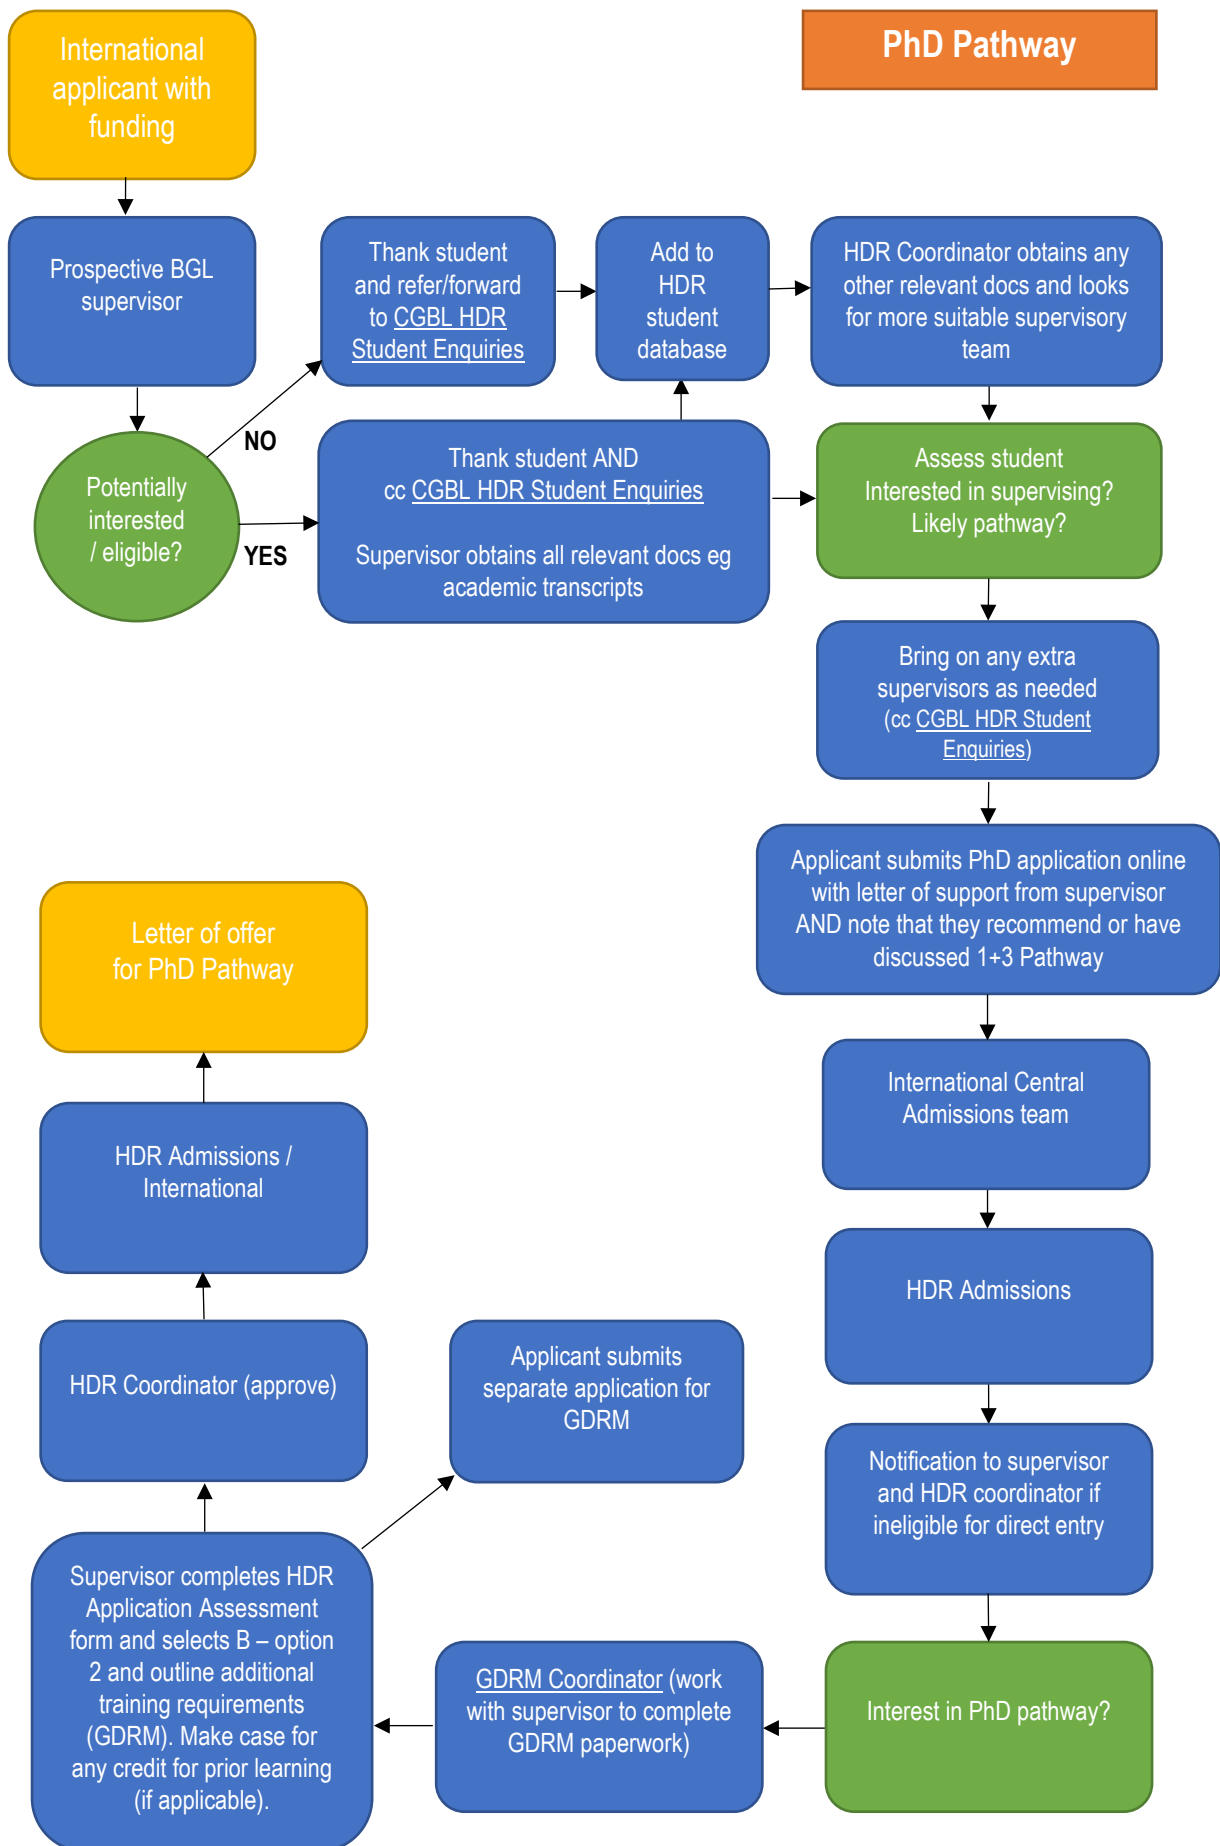 International
applicant with
funding
PhD Pathway
Prospective BGL
supervisor
Thank student
and refer/forward
to CGBL HDR
Student Enquiries
Add to
HDR
student
database
HDR Coordinator obtains any
other relevant docs and looks
for more suitable supervisory
team
Potentially
interested
/ eligible?
NO
YES
Thank student AND
cc CGBL HDR Student Enquiries
Supervisor obtains all relevant docs eg
academic transcripts
Assess student
Interested in supervising?
Likely pathway?
Bring on any extra
supervisors as needed
(cc CGBL HDR Student
Enquiries)
Applicant submits PhD application online
with letter of support from supervisor
AND note that they recommend or have
discussed 1+3 Pathway
International Central
Admissions team
HDR Admissions
Notification to supervisor
and HDR coordinator if
ineligible for direct entry
Interest in PhD pathway?
GDRM Coordinator (work
with supervisor to complete
GDRM paperwork)
Supervisor completes HDR
Application Assessment
form and selects B – option
2 and outline additional
training requirements
(GDRM). Make case for
any credit for prior learning
(if applicable).
Applicant submits
separate application for
GDRM
HDR Coordinator (approve)
HDR Admissions /
International
Letter of offer
for PhD Pathway